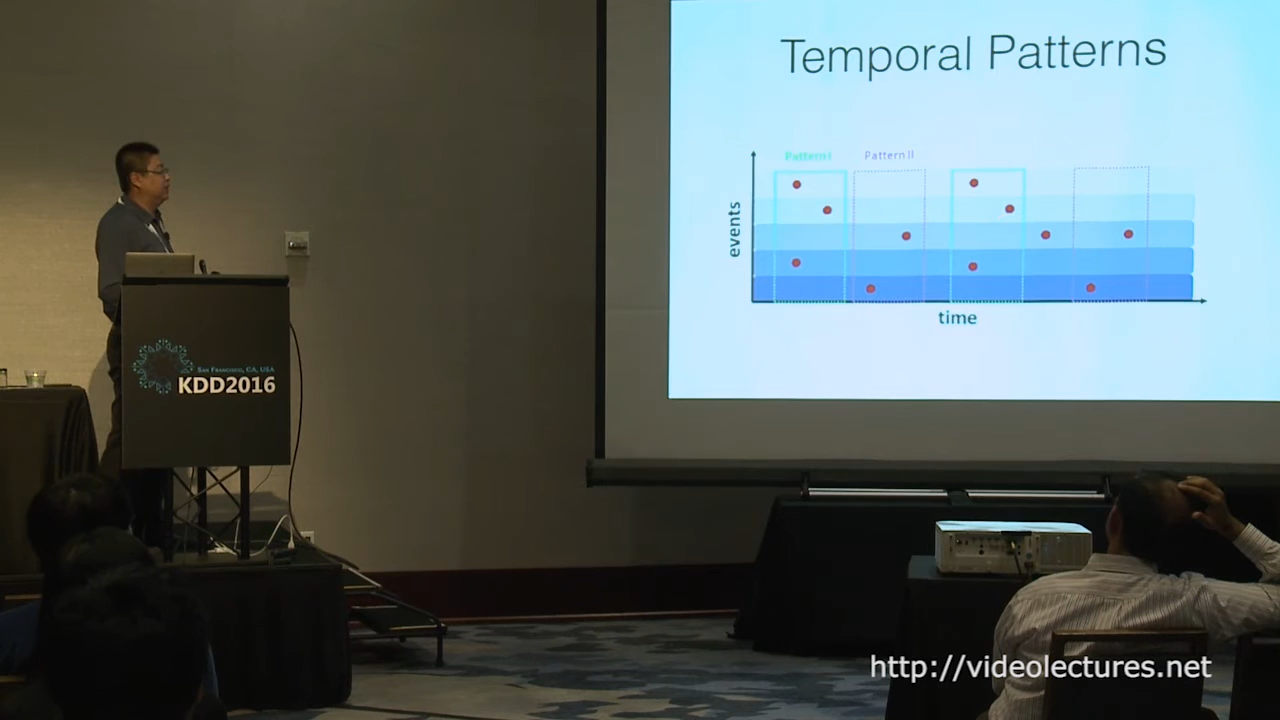 Temporal Patterns
Pattern I
Pattern II
events
time
SAN FRANCISCO, CA, USA
KDD2016
http://videolectures.net